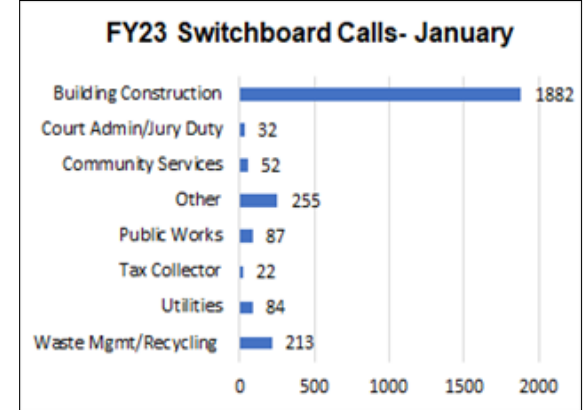 FY23 Switchboard Calls- January
Building Construction 1882
Court Admin/Jury Duty 32
Community Services 52
Other 255
Public Works 87
Tax Collector 22
Utilities 84
Waste Mgmt/Recycling 213
0 500 1000 1500 2000